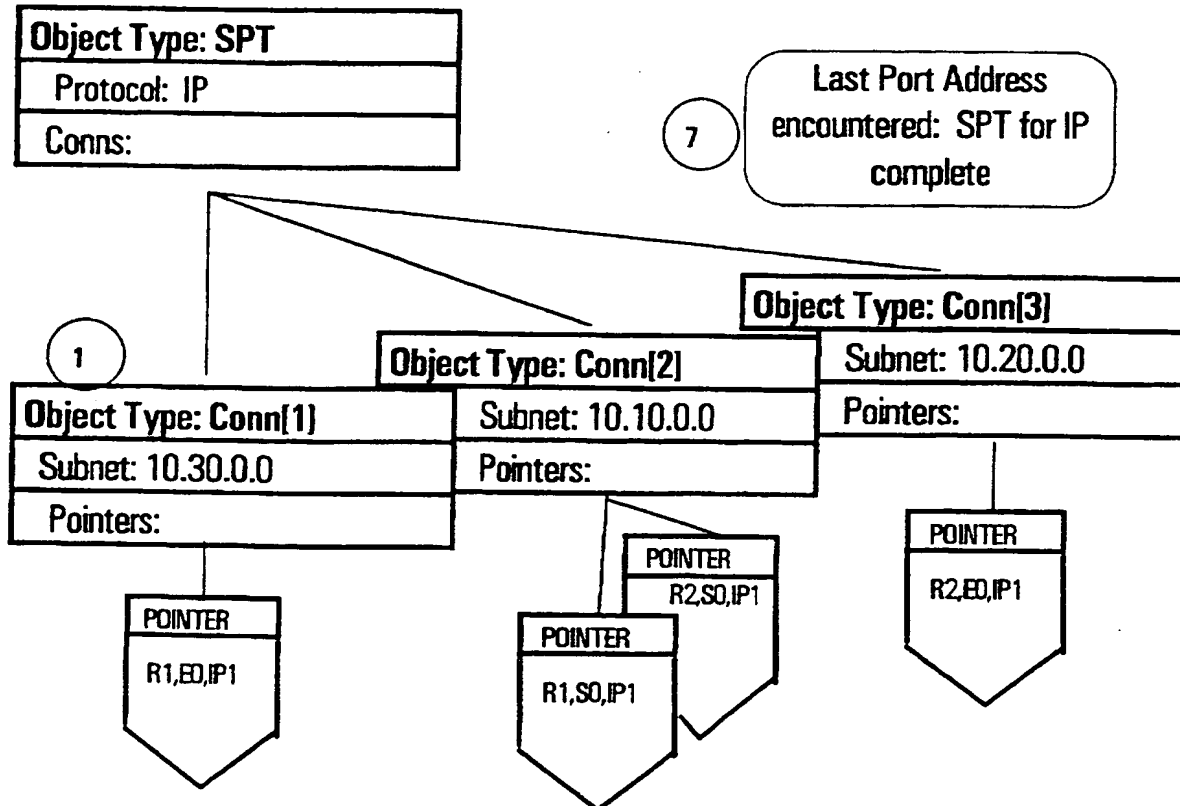 Object Type: SPT
Protocol: IP
Conns:
7
Last Port Address
encountered: SPT for IP
complete
1
Object Type: Conn[1]
Subnet: 10.30.0.0
Pointers:
Object Type: Conn[2]
Subnet: 10.10.0.0
Pointers:
Object Type: Conn[3]
Subnet: 10.20.0.0
Pointers:
POINTER
R1,E0,IP1
POINTER
R1,S0,IP1
POINTER
R2,S0,IP1
POINTER
R2,E0,IP1